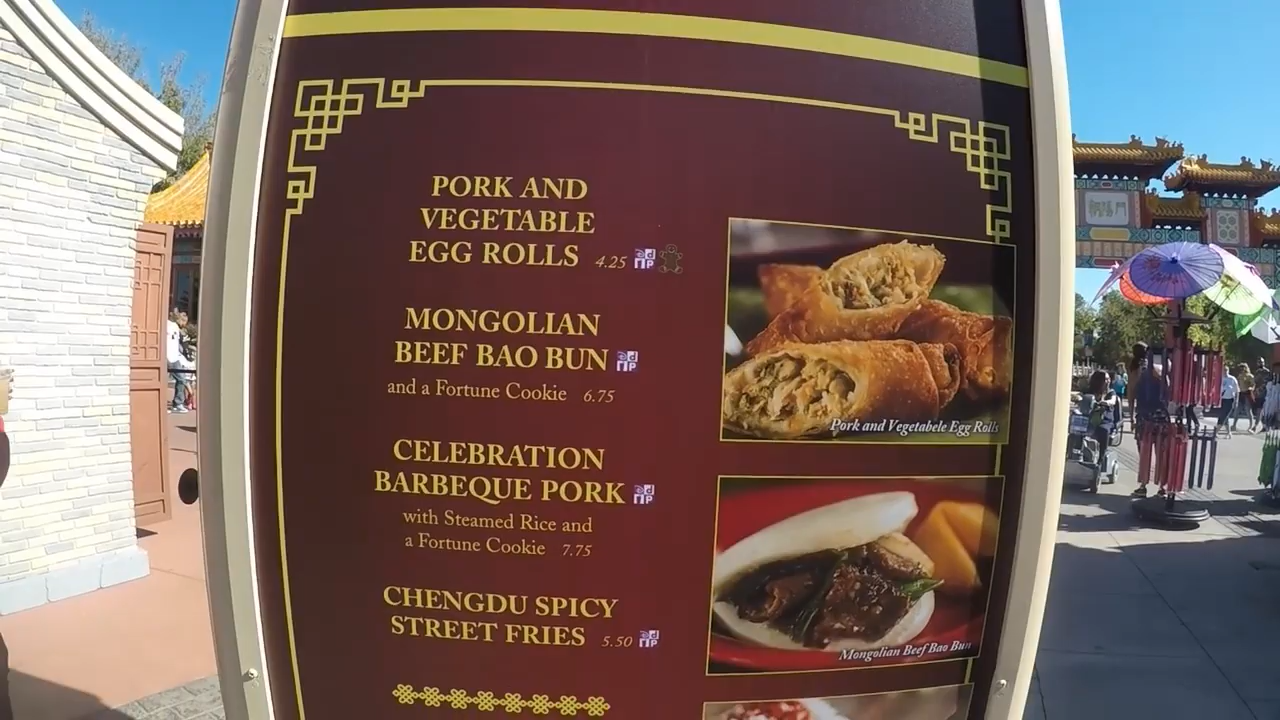 PORK AND
VEGETABLE
EGG ROLLS 4.25
MONGOLIAN
BEEF BAO BUN
and a Fortune Cookie 6.75
CELEBRATION
BARBEQUE PORK
with Steamed Rice and
a Fortune Cookie 7.75
CHENGDU SPICY
STREET FRIES 5.50
Pork and Vegetabele Egg Rolls
Mongolian Beef Bao Bun